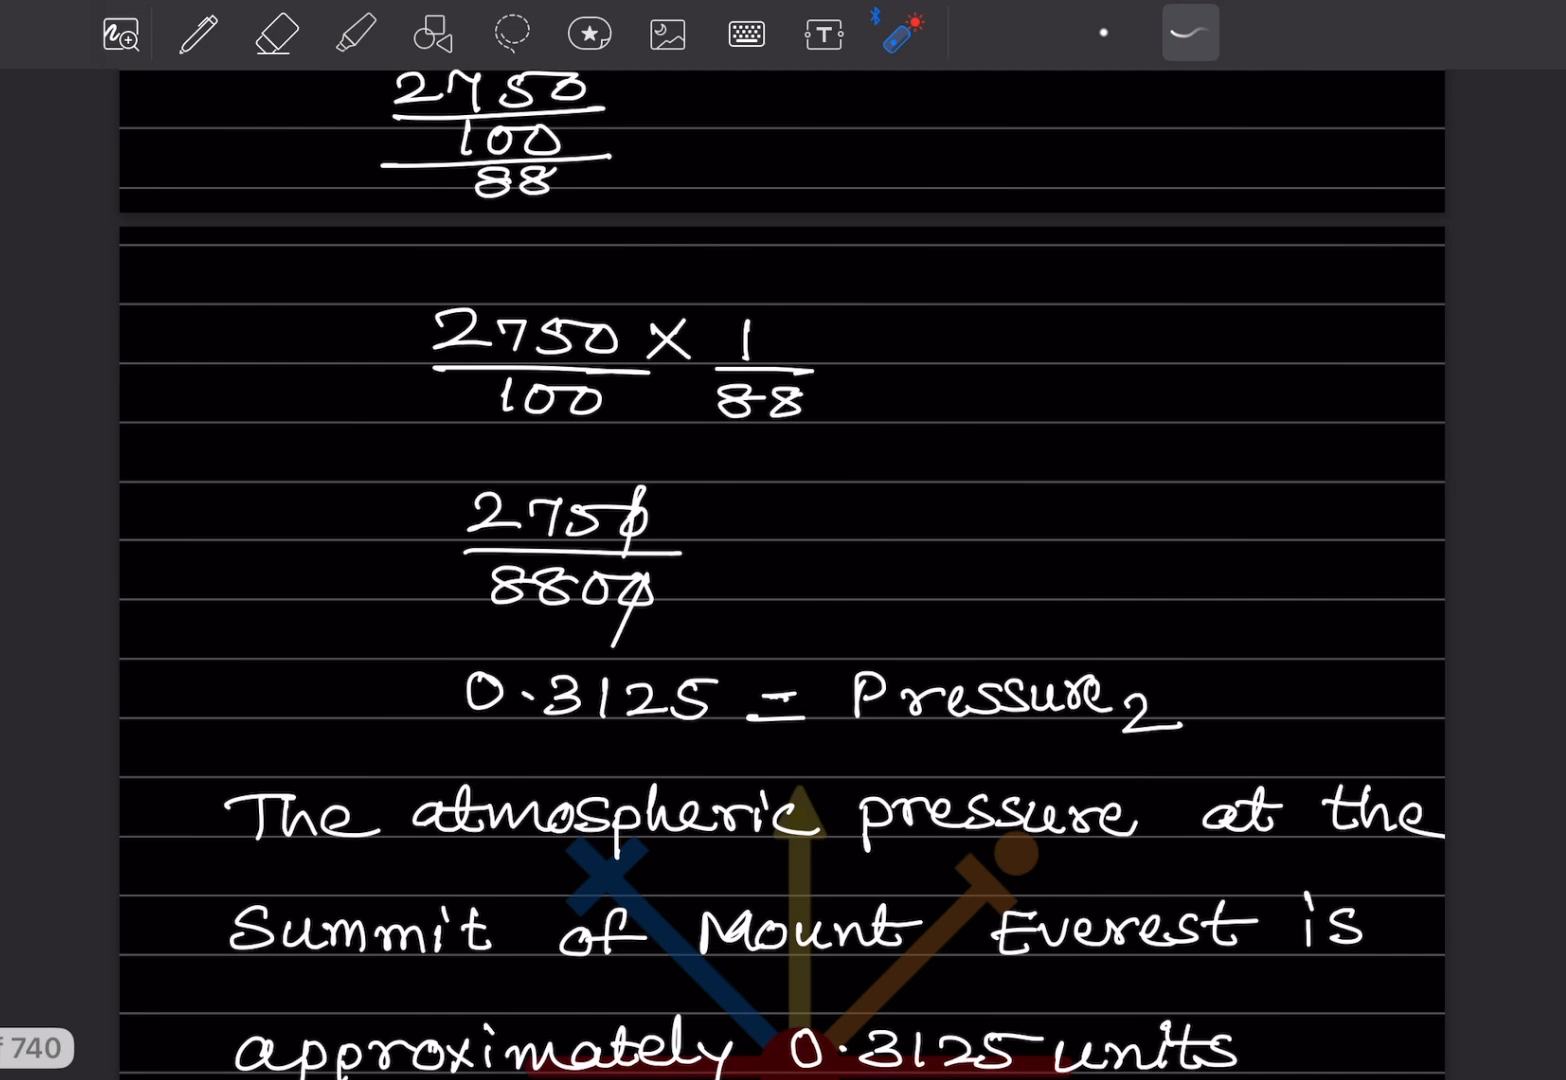 2750
100
88
2750 × 1
100 88
2750
8800
0.3125 = Pressure2
The atmospheric pressure at the
Summit of Mount Everest is
approximately 0.3125 units
740